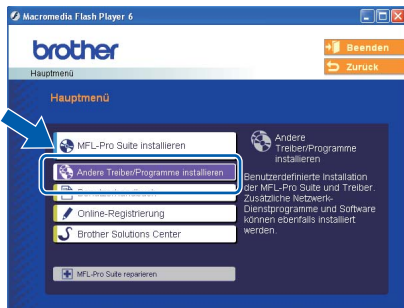 Macromedia Flash Player 6
brother
Beenden
Zurück
Hauptmenü
Hauptmenü
MFL-Pro Suite installieren
Andere Treiber/Programme installieren
Benutzerhandbuch
Online-Registrierung
Brother Solutions Center
MFL-Pro Suite reparieren
Andere
Treiber/Programme
installieren
Benutzerdefinierte Installation
der MFL-Pro Suite und Treiber.
Zusätzliche Netzwerk-
Dienstprogramme und Software
können ebenfalls installiert
werden.